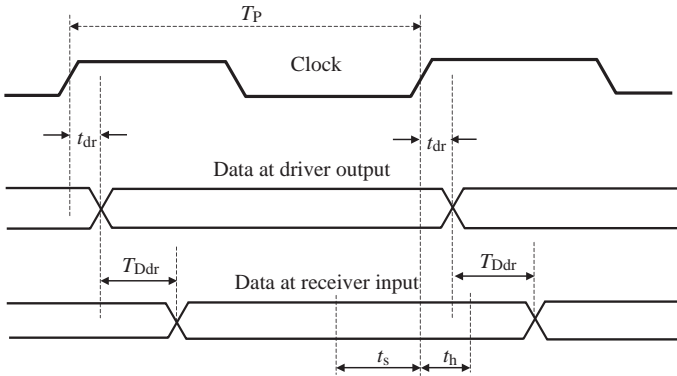 T_P
Clock
t_dr
t_dr
Data at driver output
T_Ddr
T_Ddr
Data at receiver input
t_s
t_h